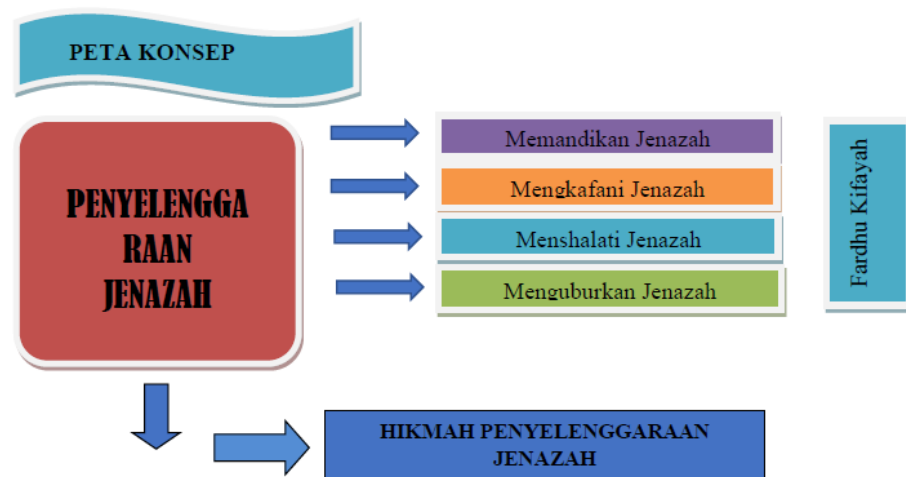 PETA KONSEP
PENYELENGGA
RAAN
JENAZAH
Memandikan Jenazah
Mengkafani Jenazah
Menshalati Jenazah
Menguburkan Jenazah
Fardhu Kifayah
HIKMAH PENYELENGGARAAN
JENAZAH